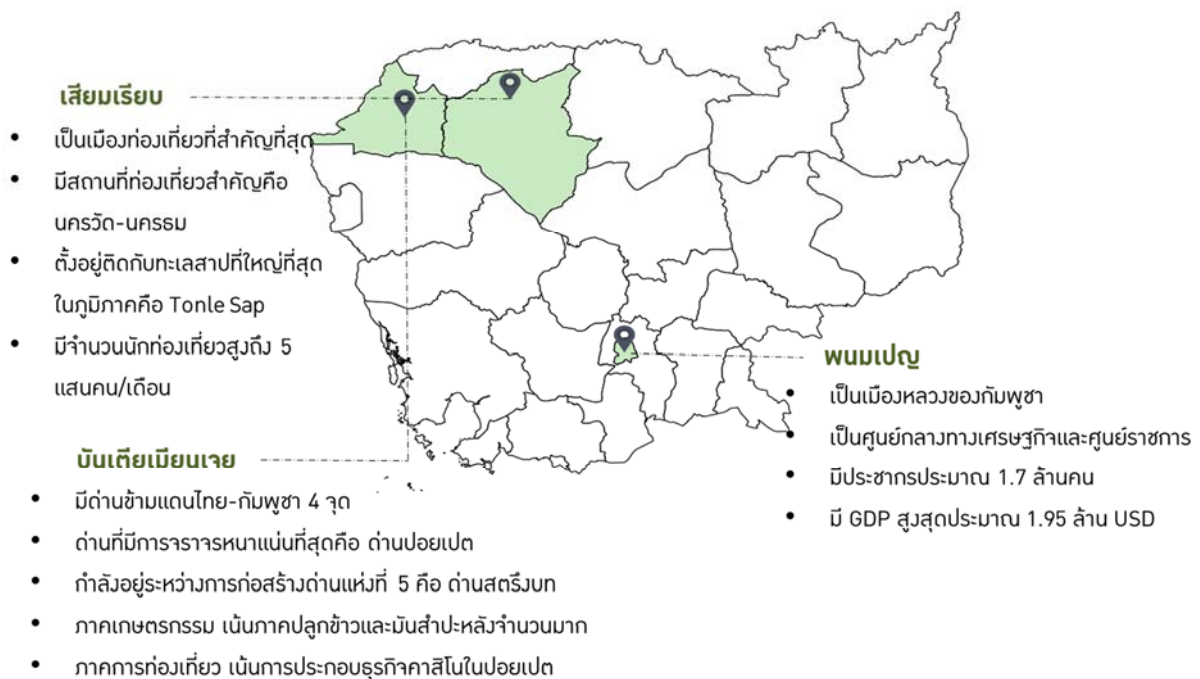 เสียมเรียบ
• เป็นเมืองท่องเที่ยวที่สำคัญที่สุด
• มีสถานที่ท่องเที่ยวสำคัญคือ
นครวัด-นครธม
• ตั้งอยู่ติดกับทะเลสาปที่ใหญ่ที่สุด
ในภูมิภาคคือ Tonle Sap
• มีจำนวนนักท่องเที่ยวสูงถึง 5
แสนคน/เดือน
บันเตียเมียนเจย
• มีด่านข้ามแดนไทย-กัมพูชา 4 จุด
• ด่านที่มีการจราจรหนาแน่นที่สุดคือ ด่านปอยเปต
• กำลังอยู่ระหว่างการก่อสร้างด่านแห่งที่ 5 คือ ด่านสตรึงบท
• ภาคเกษตรกรรม เน้นภาคปลูกข้าวและมันสำปะหลังจำนวนมาก
• ภาคการท่องเที่ยว เน้นการประกอบธุรกิจคาสิโนในปอยเปต
พนมเปญ
• เป็นเมืองหลวงของกัมพูชา
• เป็นศูนย์กลางทางเศรษฐกิจและศูนย์ราชการ
• มีประชากรประมาณ 1.7 ล้านคน
• มี GDP สูงสุดประมาณ 1.95 ล้าน USD